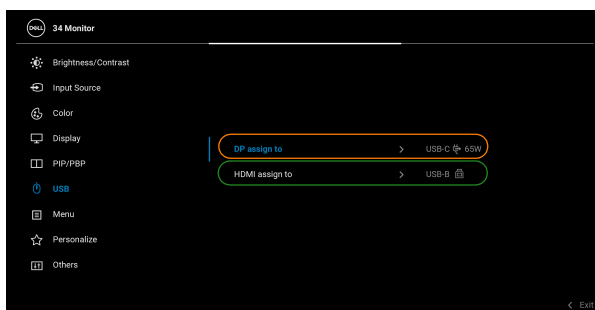 DELL 34 Monitor
Brightness/Contrast
Input Source
Color
Display
DP assign to > USB-C 65W
PIP/PBP
HDMI assign to > USB-B
USB
Menu
Personalize
Others
< Exit